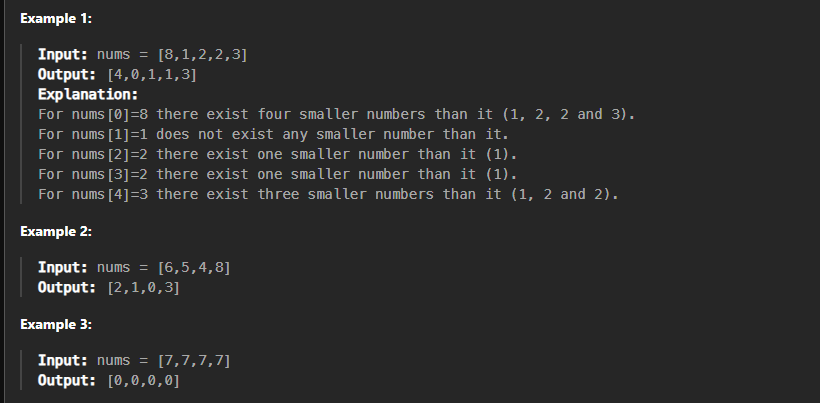 Example 1:
Input: nums = [8,1,2,2,3]
Output: [4,0,1,1,3]
Explanation:
For nums[0]=8 there exist four smaller numbers than it (1, 2, 2 and 3).
For nums[1]=1 does not exist any smaller number than it.
For nums[2]=2 there exist one smaller number than it (1).
For nums[3]=2 there exist one smaller number than it (1).
For nums[4]=3 there exist three smaller numbers than it (1, 2 and 2).
Example 2:
Input: nums = [6,5,4,8]
Output: [2,1,0,3]
Example 3:
Input: nums = [7,7,7,7]
Output: [0,0,0,0]